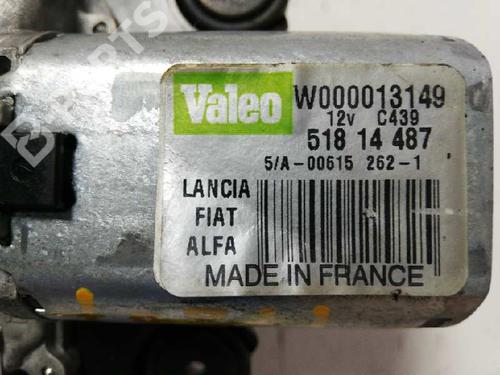 Valeo W000013149
12v C439
518 14 487
5/A-00615 262-1
LANCIA
FIAT
ALFA
MADE IN FRANCE